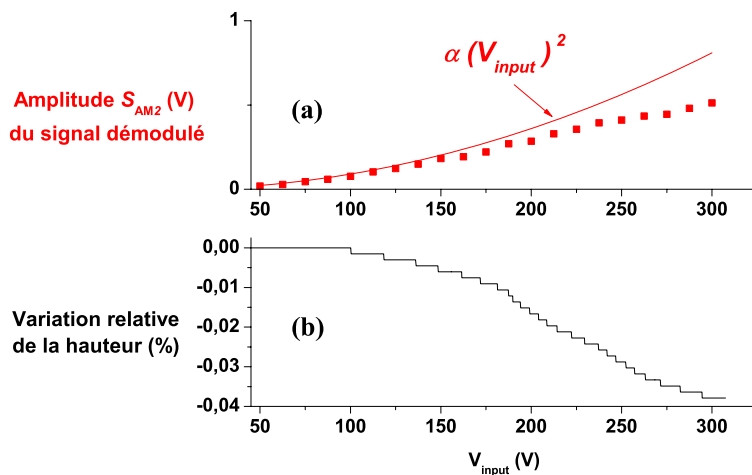 1
α (V_input)²
Amplitude S_AM2 (V)
du signal démodulé
(a)
0
50 100 150 200 250 300
0,00
-0,01
Variation relative
de la hauteur (%)
(b)
-0,02
-0,03
-0,04
50 100 150 200 250 300
V_input (V)